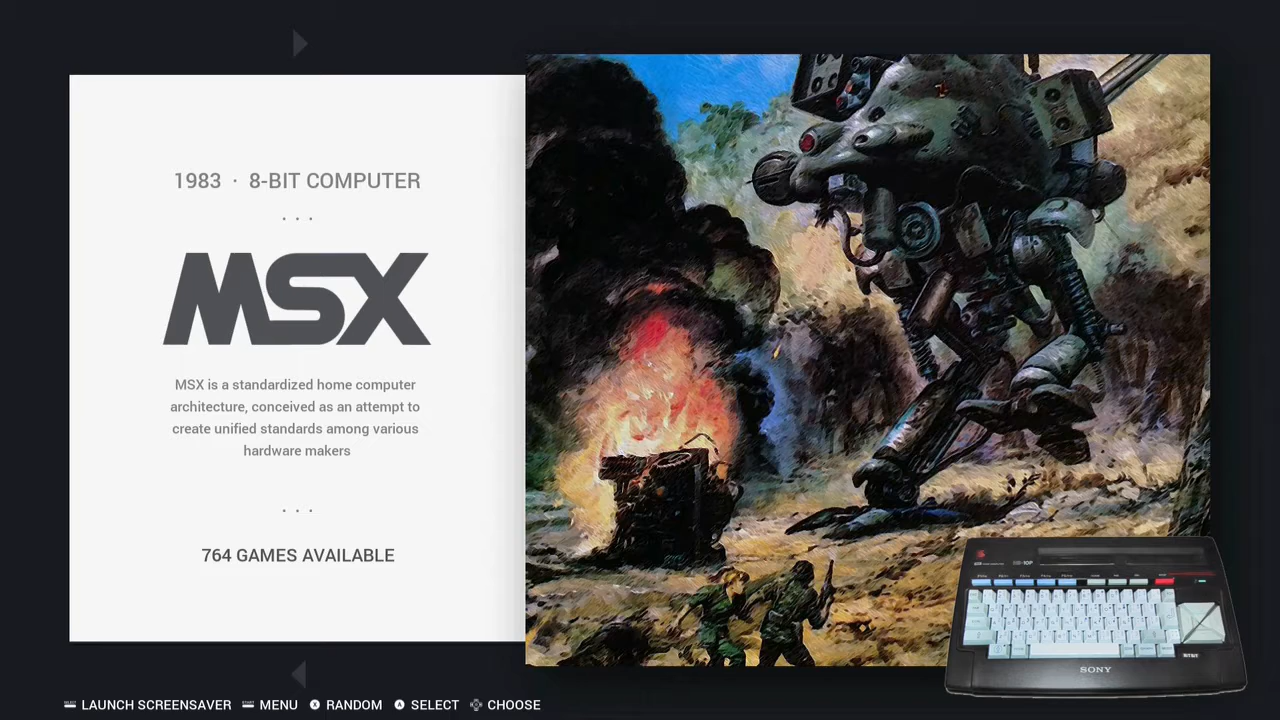 1983 · 8-BIT COMPUTER
. . .
MSX
MSX is a standardized home computer
architecture, conceived as an attempt to
create unified standards among various
hardware makers
. . .
764 GAMES AVAILABLE
SONY
LAUNCH SCREENSAVER MENU RANDOM SELECT CHOOSE